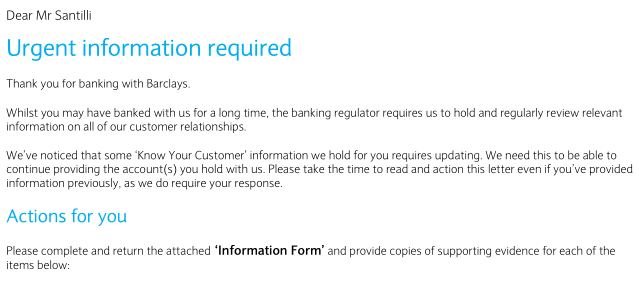 Dear Mr Santilli
Urgent information required
Thank you for banking with Barclays.
Whilst you may have banked with us for a long time, the banking regulator requires us to hold and regularly review relevant
information on all of our customer relationships.
We've noticed that some 'Know Your Customer' information we hold for you requires updating. We need this to be able to
continue providing the account(s) you hold with us. Please take the time to read and action this letter even if you've provided
information previously, as we do require your response.
Actions for you
Please complete and return the attached 'Information Form' and provide copies of supporting evidence for each of the
items below: